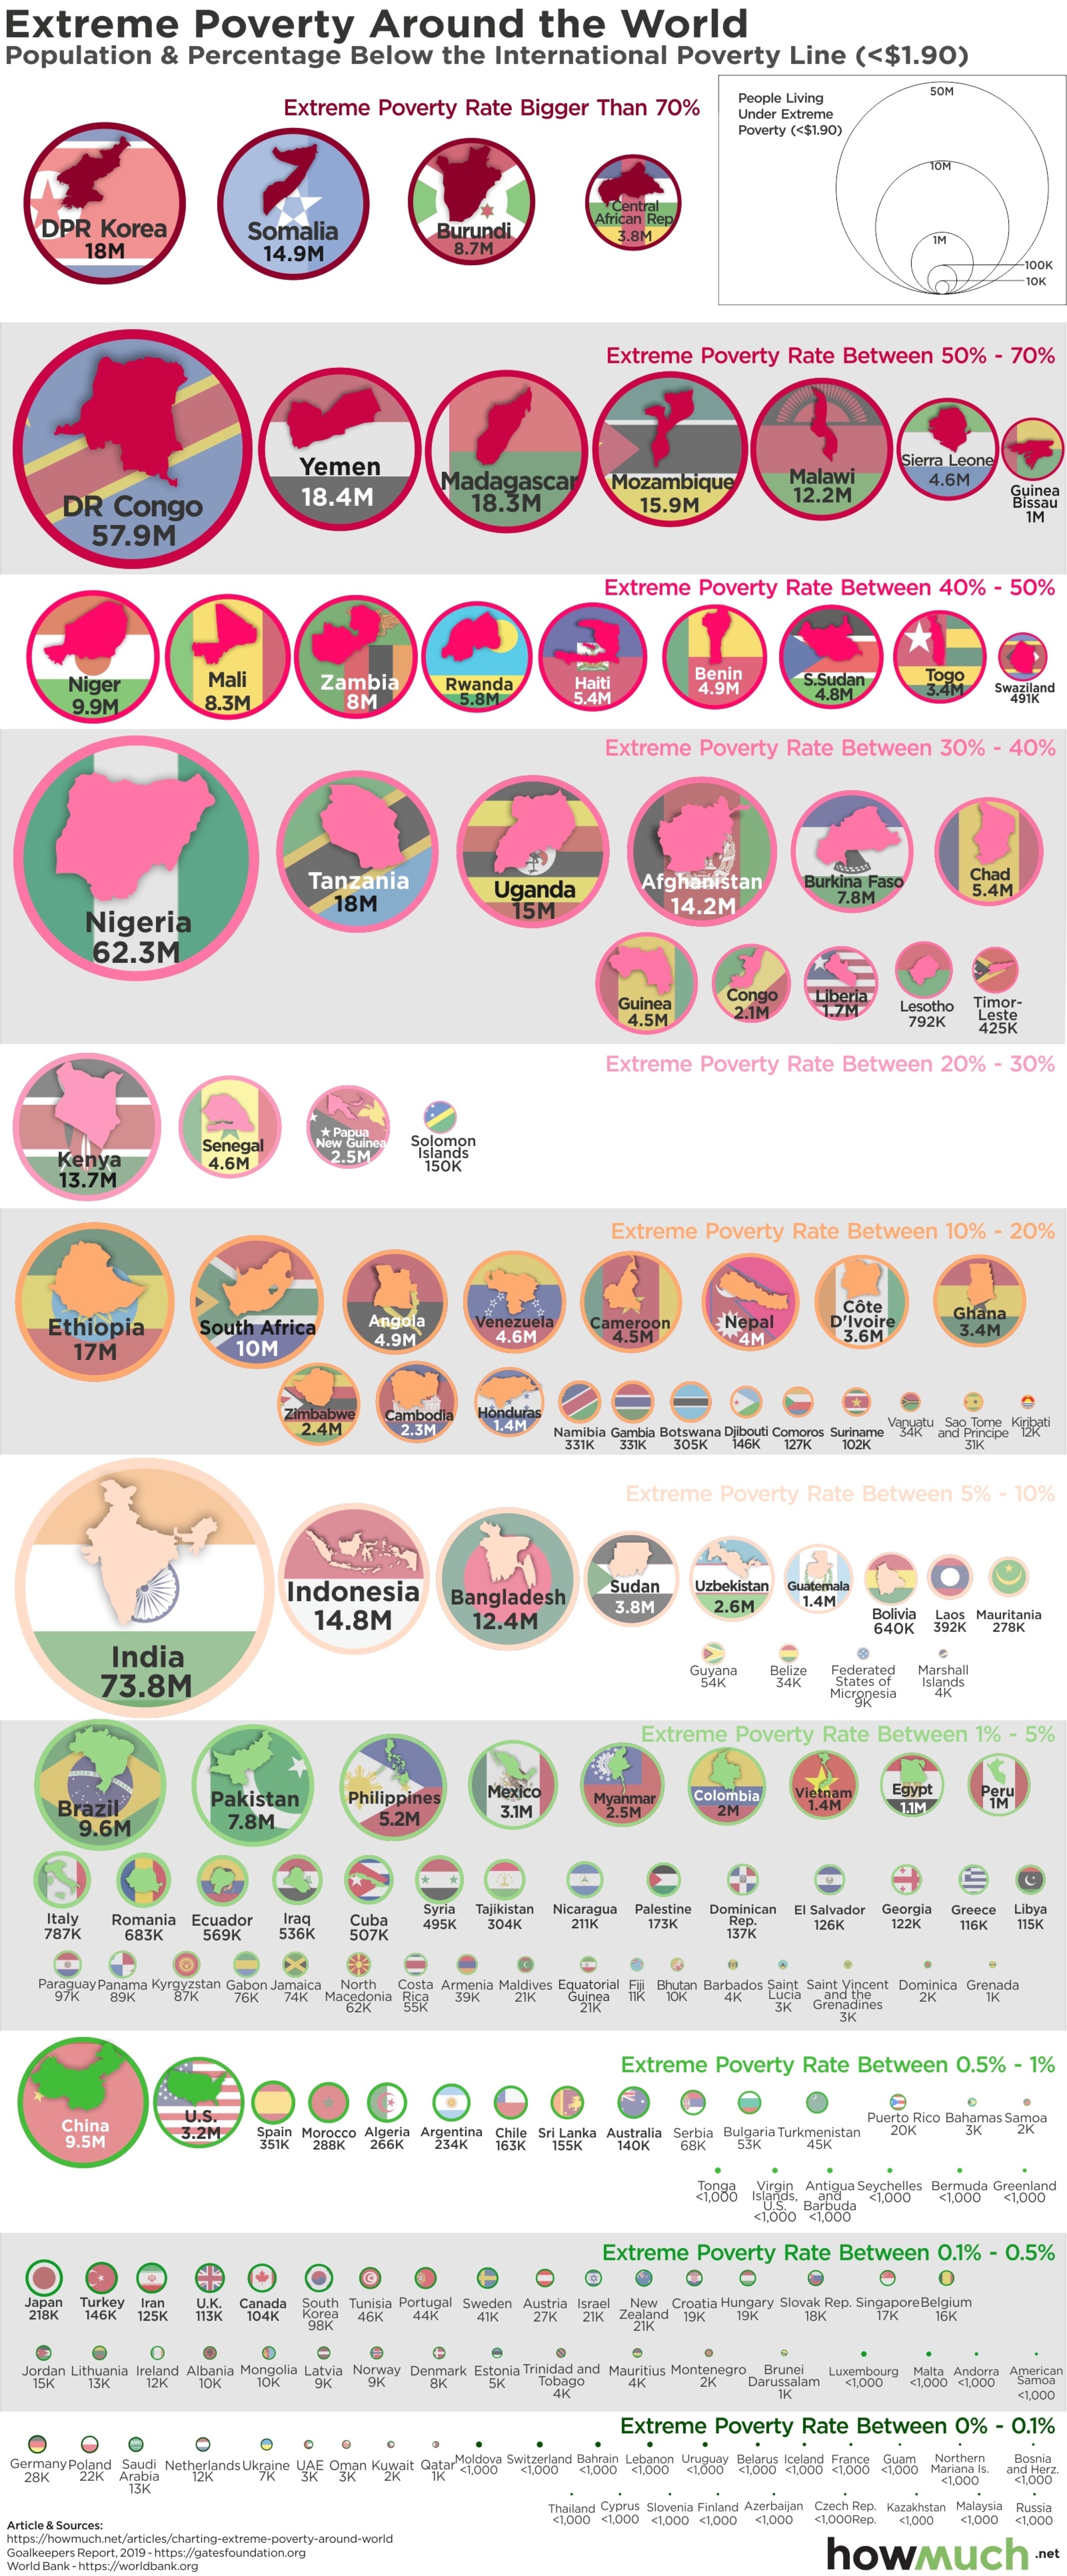 Extreme Poverty Around the World
Population & Percentage Below the International Poverty Line (<$1.90)
Extreme Poverty Rate Bigger Than 70%
People Living
Under Extreme
Poverty (<$1.90)
50M
10M
1M
100K
10K
DPR Korea
18M
Somalia
14.9M
Burundi
8.7M
Central
African Rep
3.8M
Extreme Poverty Rate Between 50% - 70%
DR Congo
57.9M
Yemen
18.4M
Madagascar
18.3M
Mozambique
15.9M
Malawi
12.2M
Sierra Leone
4.6M
Guinea
Bissau
1M
Extreme Poverty Rate Between 40% - 50%
Niger
9.9M
Mali
8.3M
Zambia
8M
Rwanda
5.8M
Haiti
5.4M
Benin
4.9M
S.Sudan
4.8M
Togo
3.4M
Swaziland
491K
Extreme Poverty Rate Between 30% - 40%
Nigeria
62.3M
Tanzania
18M
Uganda
15M
Afghanistan
14.2M
Burkina Faso
7.8M
Chad
5.4M
Guinea
4.5M
Congo
2.1M
Liberia
1.7M
Lesotho
792K
Timor-
Leste
425K
Extreme Poverty Rate Between 20% - 30%
Kenya
13.7M
Senegal
4.6M
Papua
New Guinea
2.5M
Solomon
Islands
150K
Extreme Poverty Rate Between 10% - 20%
Ethiopia
17M
South Africa
10M
Angola
4.9M
Venezuela
4.6M
Cameroon
4.5M
Nepal
4M
Côte
D'Ivoire
3.6M
Ghana
3.4M
Zimbabwe
2.4M
Cambodia
2.3M
Honduras
1.4M
Namibia
331K
Gambia
331K
Botswana
305K
Djibouti
146K
Comoros
127K
Suriname
102K
Vanuatu
34K
Sao Tome
and Principe
31K
Kiribati
12K
Extreme Poverty Rate Between 5% - 10%
India
73.8M
Indonesia
14.8M
Bangladesh
12.4M
Sudan
3.8M
Uzbekistan
2.6M
Guatemala
1.4M
Bolivia
640K
Laos
392K
Mauritania
278K
Guyana
54K
Belize
34K
Federated
States of
Micronesia
9K
Marshall
Islands
4K
Extreme Poverty Rate Between 1% - 5%
Brazil
9.6M
Pakistan
7.8M
Philippines
5.2M
Mexico
3.1M
Myanmar
2.5M
Colombia
2M
Vietnam
1.4M
Egypt
1.1M
Peru
1M
Italy
787K
Romania
683K
Ecuador
569K
Iraq
536K
Cuba
507K
Syria
495K
Tajikistan
304K
Nicaragua
211K
Palestine
173K
Dominican
Rep.
137K
El Salvador
126K
Georgia
122K
Greece
116K
Libya
115K
Paraguay
97K
Panama
89K
Kyrgyzstan
87K
Gabon
76K
Jamaica
74K
North
Macedonia
62K
Costa
Rica
55K
Armenia
39K
Maldives
21K
Equatorial
Guinea
21K
Fiji
11K
Bhutan
10K
Barbados
4K
Saint
Lucia
3K
Saint Vincent
and the
Grenadines
3K
Dominica
2K
Grenada
1K
Extreme Poverty Rate Between 0.5% - 1%
China
9.5M
U.S.
3.2M
Spain
351K
Morocco
288K
Algeria
266K
Argentina
234K
Chile
163K
Sri Lanka
155K
Australia
140K
Serbia
68K
Bulgaria
53K
Turkmenistan
45K
Puerto Rico
20K
Bahamas
3K
Samoa
2K
Tonga
<1,000
Virgin
Islands,
U.S.
<1,000
Antigua
and
Barbuda
<1,000
Seychelles
<1,000
Bermuda
<1,000
Greenland
<1,000
Extreme Poverty Rate Between 0.1% - 0.5%
Japan
218K
Turkey
146K
Iran
125K
U.K.
113K
Canada
104K
South
Korea
98K
Tunisia
46K
Portugal
44K
Sweden
41K
Austria
27K
Israel
21K
New
Zealand
21K
Croatia
19K
Hungary
19K
Slovak Rep.
18K
Singapore
17K
Belgium
16K
Jordan
15K
Lithuania
13K
Ireland
12K
Albania
10K
Mongolia
10K
Latvia
9K
Norway
9K
Denmark
8K
Estonia
5K
Trinidad and
Tobago
4K
Mauritius
4K
Montenegro
2K
Brunei
Darussalam
1K
Luxembourg
<1,000
Malta
<1,000
Andorra
<1,000
American
Samoa
<1,000
Extreme Poverty Rate Between 0% - 0.1%
Germany
28K
Poland
22K
Saudi
Arabia
13K
Netherlands
12K
Ukraine
7K
UAE
3K
Oman
3K
Kuwait
2K
Qatar
1K
Moldova
<1,000
Switzerland
<1,000
Bahrain
<1,000
Lebanon
<1,000
Uruguay
<1,000
Belarus
<1,000
Iceland
<1,000
France
<1,000
Guam
<1,000
Northern
Mariana Is.
<1,000
Bosnia
and Herz.
<1,000
Thailand
<1,000
Cyprus
<1,000
Slovenia
<1,000
Finland
<1,000
Azerbaijan
<1,000
Czech Rep.
<1,000Rep.
Kazakhstan
<1,000
Malaysia
<1,000
Russia
<1,000
Article & Sources:
https://howmuch.net/articles/charting-extreme-poverty-around-world
Goalkeepers Report, 2019 - https://gatesfoundation.org
World Bank - https://worldbank.org
howmuch.net